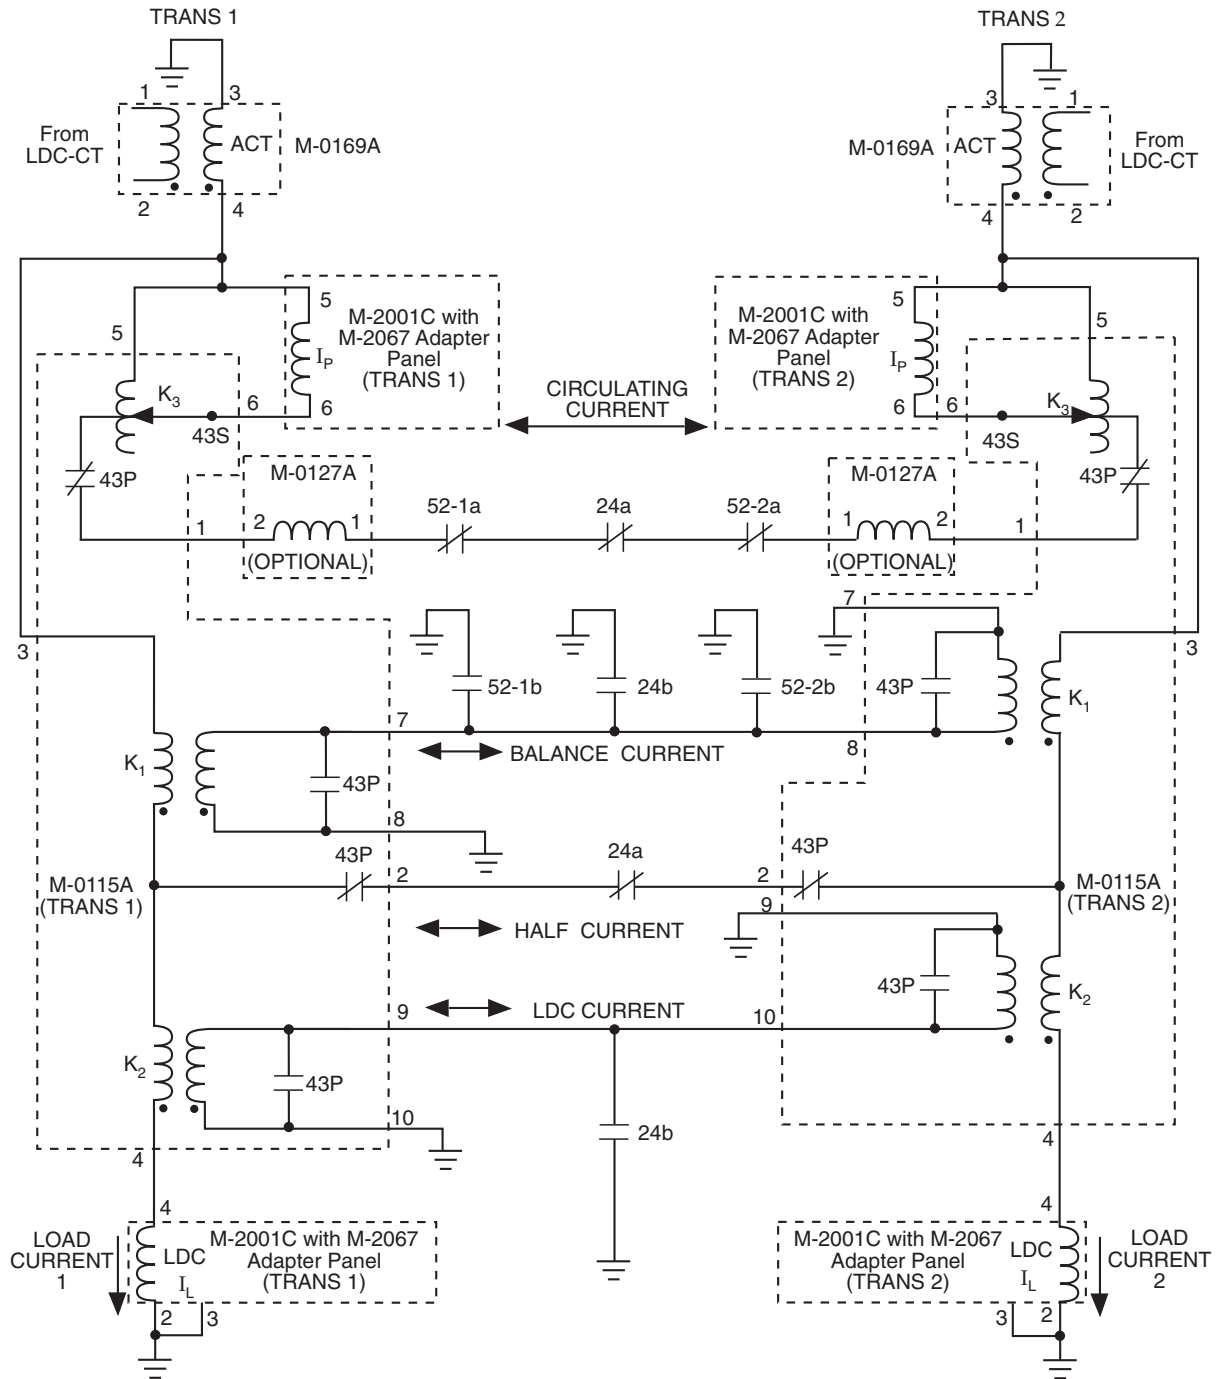 TRANS 1
TRANS 2
1
3
3
1
From
LDC-CT
ACT
M-0169A
M-0169A
ACT
From
LDC-CT
2
4
4
2
5
5
M-2001C with
M-2067 Adapter
Panel
(TRANS 1)
I_P
6
M-2001C with
M-2067 Adapter
Panel
(TRANS 2)
5
I_P
6
5
K_3
6
43S
CIRCULATING
CURRENT
6
43S
K_3
43P
43P
M-0127A
M-0127A
1
2
1
(OPTIONAL)
52-1a
24a
52-2a
1
2
1
(OPTIONAL)
7
3
3
52-1b
24b
52-2b
43P
K_1
7
BALANCE CURRENT
8
K_1
43P
8
43P
24a
43P
2
2
M-0115A
(TRANS 1)
M-0115A
(TRANS 2)
9
HALF CURRENT
43P
K_2
9
LDC CURRENT
10
K_2
43P
10
24b
4
4
4
4
LOAD
CURRENT
1
LDC
I_L
M-2001C with M-2067
Adapter Panel
(TRANS 1)
M-2001C with M-2067
Adapter Panel
(TRANS 2)
LDC
I_L
LOAD
CURRENT
2
2
3
3
2